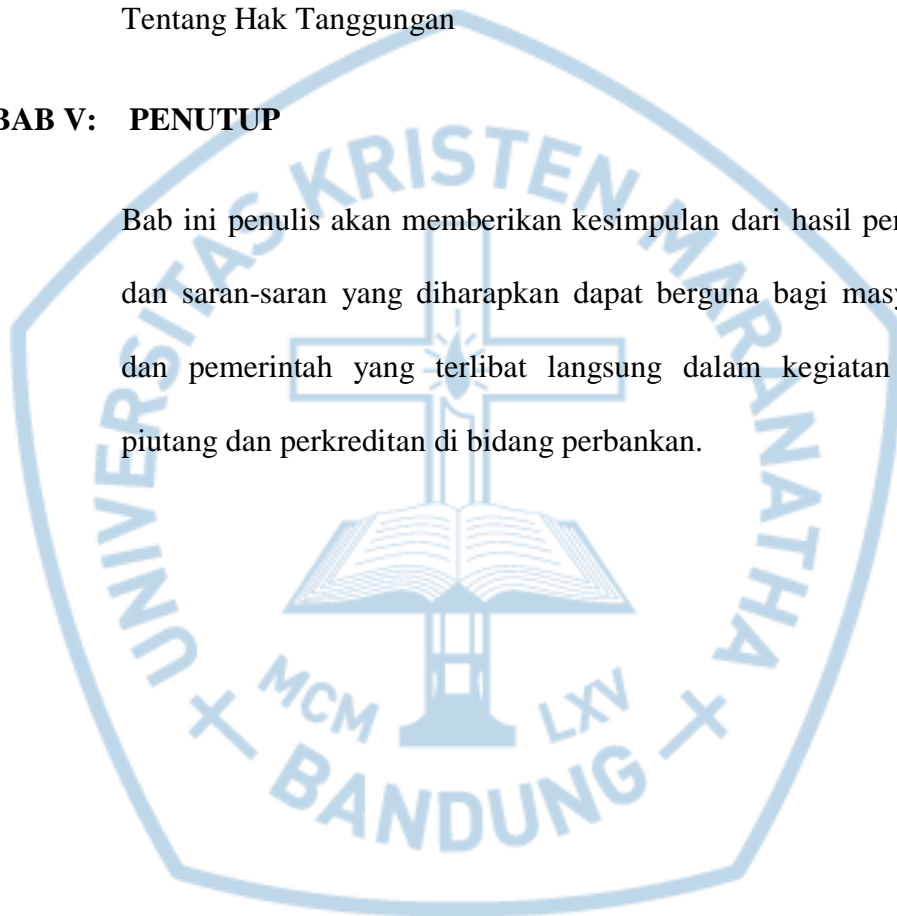 Tentang Hak Tanggungan
BAB V: PENUTUP
Bab ini penulis akan memberikan kesimpulan dari hasil
dan saran-saran yang diharapkan dapat berguna bagi
dan pemerintah yang terlibat langsung dalam kegiatan
piutang dan perkreditan di bidang perbankan.
UNIVERSITAS KRISTEN MARANATHA
MCM LXV
BANDUNG